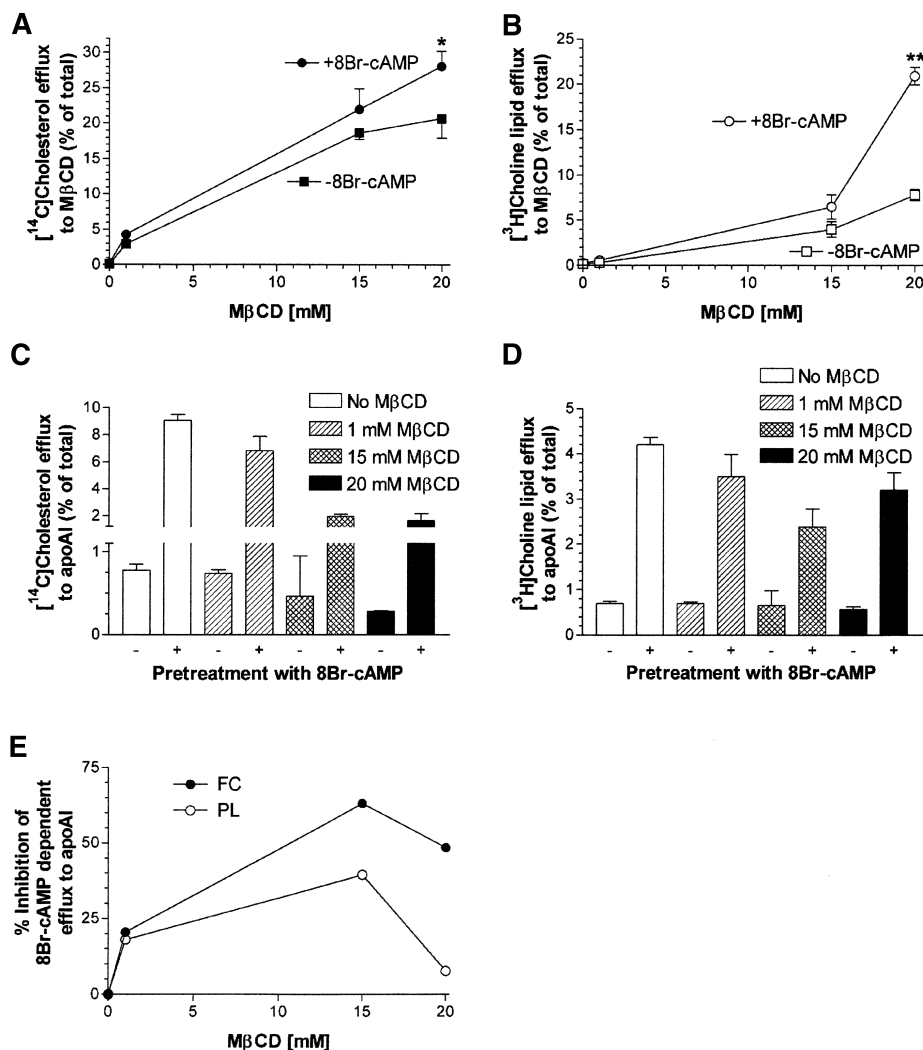 A
[¹⁴C]Cholesterol efflux
to MβCD (% of total)
30
25
20
15
10
5
0
*
+8Br-cAMP
-8Br-cAMP
0
5
10
15
20
MβCD [mM]
B
[³H]Choline lipid efflux
to MβCD (% of total)
25
20
15
10
5
0
**
+8Br-cAMP
-8Br-cAMP
0
5
10
15
20
MβCD [mM]
C
[¹⁴C]Cholesterol efflux
to apoAI (% of total)
10
8
6
4
2
1
0
No MβCD
1 mM MβCD
15 mM MβCD
20 mM MβCD
- + - + - + - +
Pretreatment with 8Br-cAMP
D
[³H]Choline lipid efflux
to apoAI (% of total)
5
4
3
2
1
0
No MβCD
1 mM MβCD
15 mM MβCD
20 mM MβCD
- + - + - + - +
Pretreatment with 8Br-cAMP
E
% Inhibition of
8Br-cAMP dependent
efflux to apoAI
75
50
25
0
FC
PL
0
5
10
15
20
MβCD [mM]